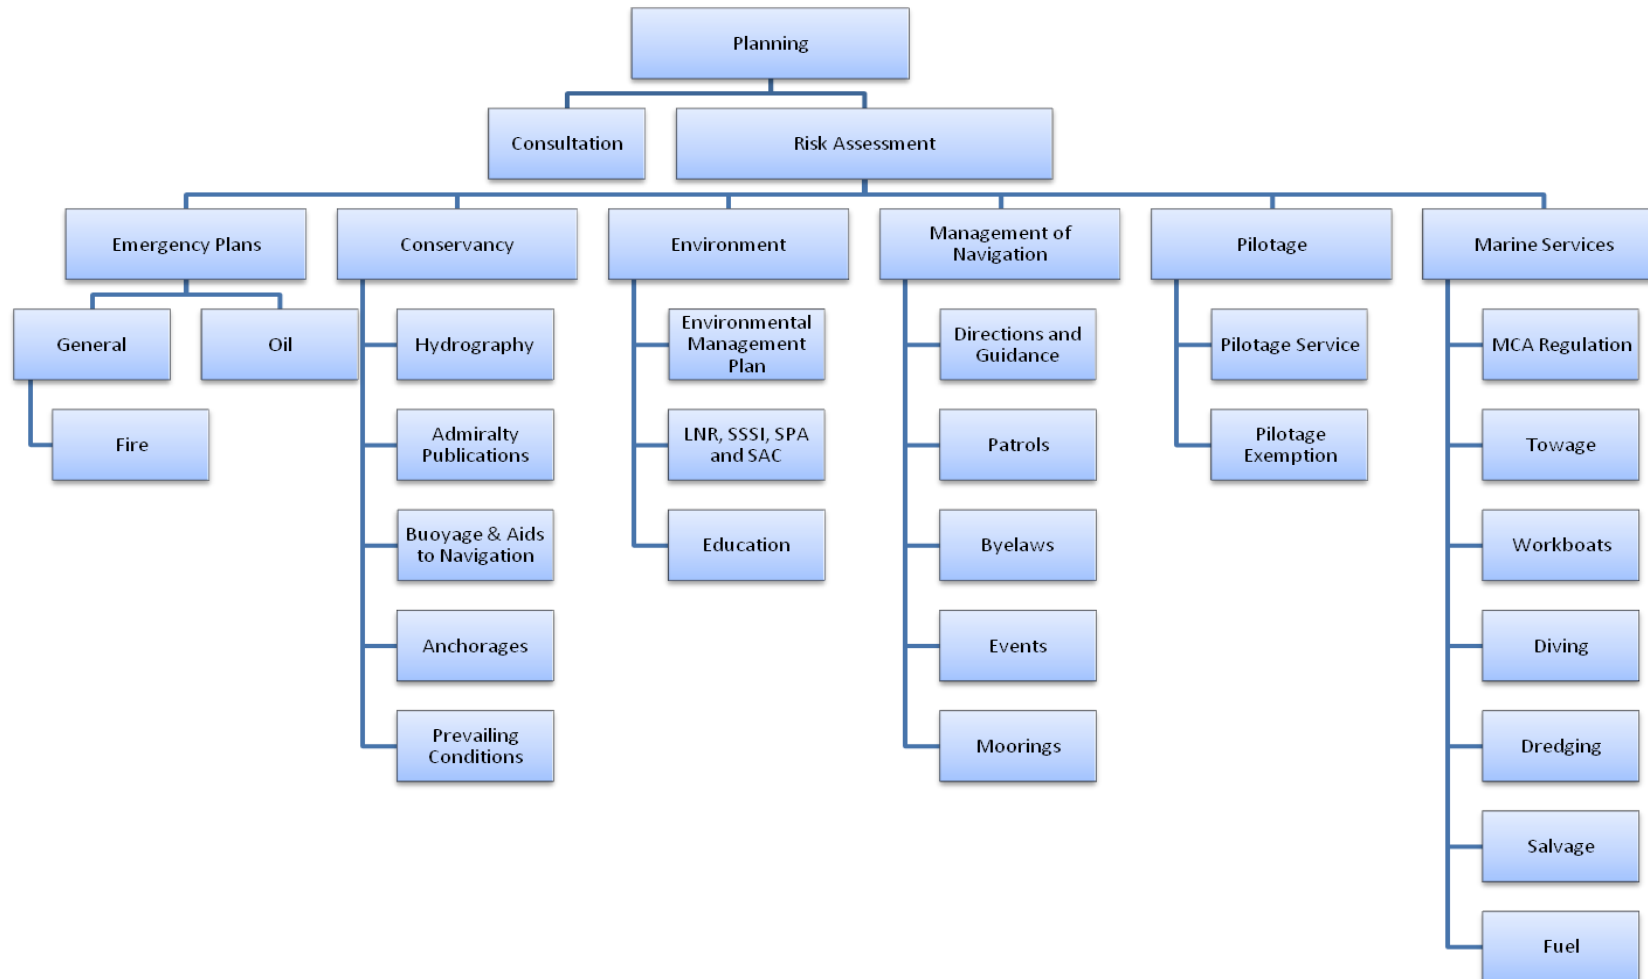 Planning
Consultation
Risk Assessment
Emergency Plans
Conservancy
Environment
Management of
Navigation
Pilotage
Marine Services
General
Oil
Fire
Hydrography
Admiralty
Publications
Buoyage & Aids
to Navigation
Anchorages
Prevailing
Conditions
Environmental
Management
Plan
LNR, SSSI, SPA
and SAC
Education
Directions and
Guidance
Patrols
Byelaws
Events
Moorings
Pilotage Service
Pilotage
Exemption
MCA Regulation
Towage
Workboats
Diving
Dredging
Salvage
Fuel